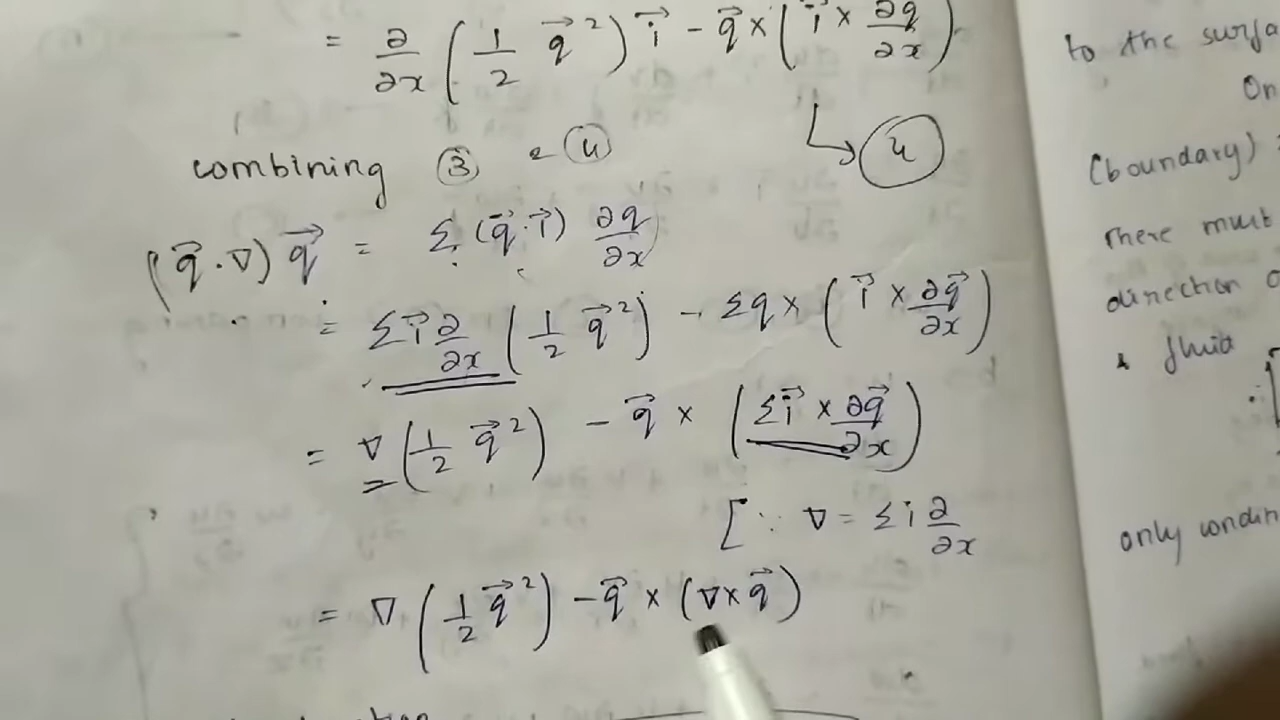 = ∂/∂x (1/2 q⃗ ²) i⃗ - q⃗ × (i⃗ × ∂q/∂x)
↳ (4)
combining (3) & (4)
(q⃗ . ∇) q⃗ = Σ (q⃗ . i⃗) ∂q/∂x
= Σ i⃗ ∂/∂x (1/2 q⃗ ²) - Σq × (i⃗ × ∂q⃗/∂x)
= ∇ (1/2 q⃗ ²) - q⃗ × (Σ i⃗ × ∂q⃗/∂x)
[∵ ∇ = Σ i ∂/∂x
= ∇ (1/2 q⃗ ²) - q⃗ × (∇ × q⃗)
to the surfa
On
(boundary)
There must
direction
fluid
only condi